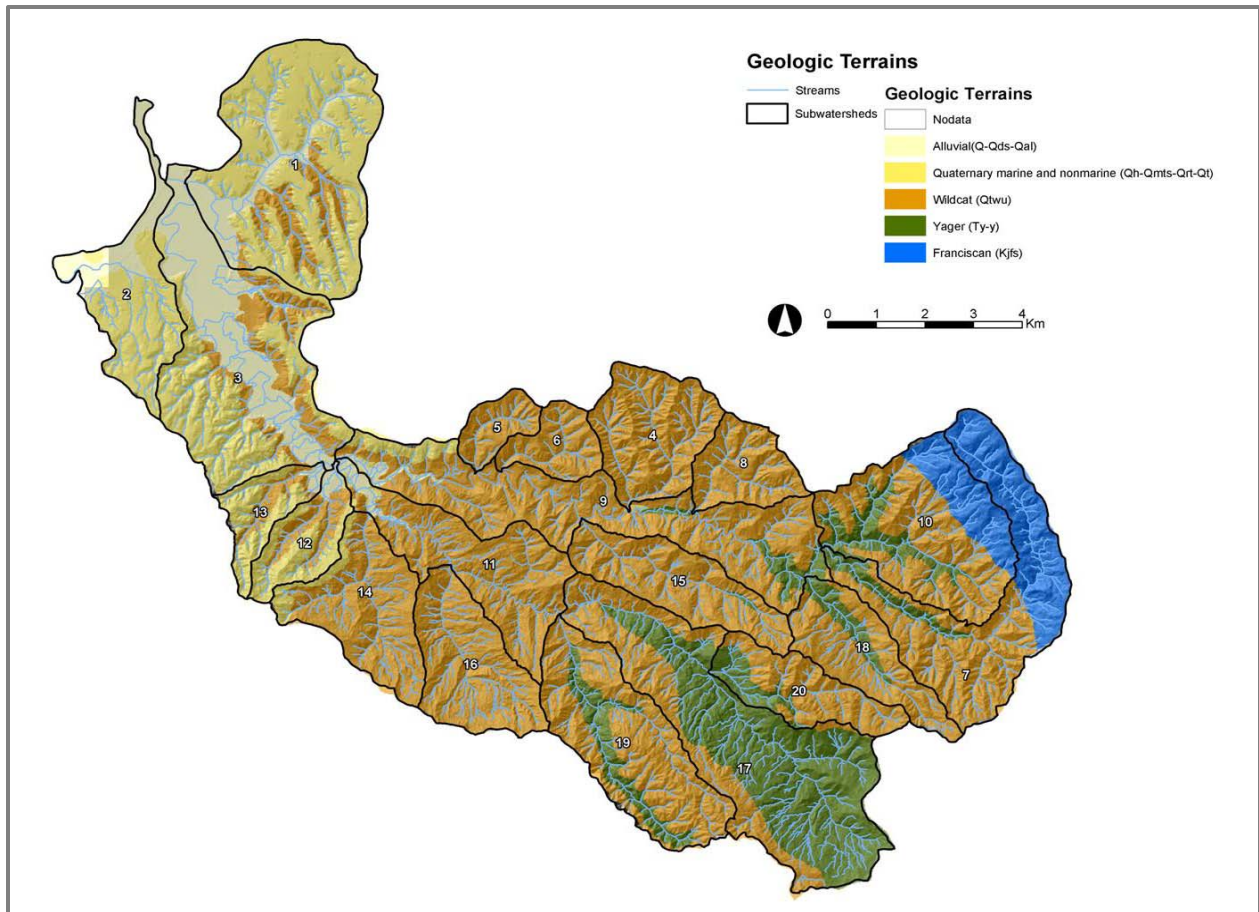 Geologic Terrains
Streams
Subwatersheds
Geologic Terrains
Nodata
Alluvial(Q-Qds-Qal)
Quaternary marine and nonmarine (Qh-Qmts-Qrt-Qt)
Wildcat (Qtwu)
Yager (Ty-y)
Franciscan (Kjfs)
0 1 2 3 4
Km
1
2
3
5
6
4
8
9
10
13
12
11
14
15
16
18
7
20
19
17